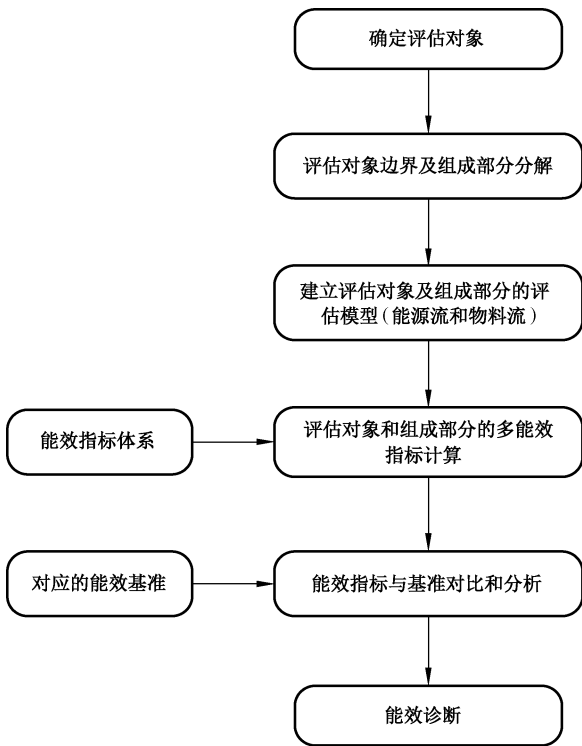 确定评估对象
评估对象边界及组成部分分解
建立评估对象及组成部分的评
估模型(能源流和物料流)
能效指标体系
评估对象和组成部分的多能效
指标计算
对应的能效基准
能效指标与基准对比和分析
能效诊断